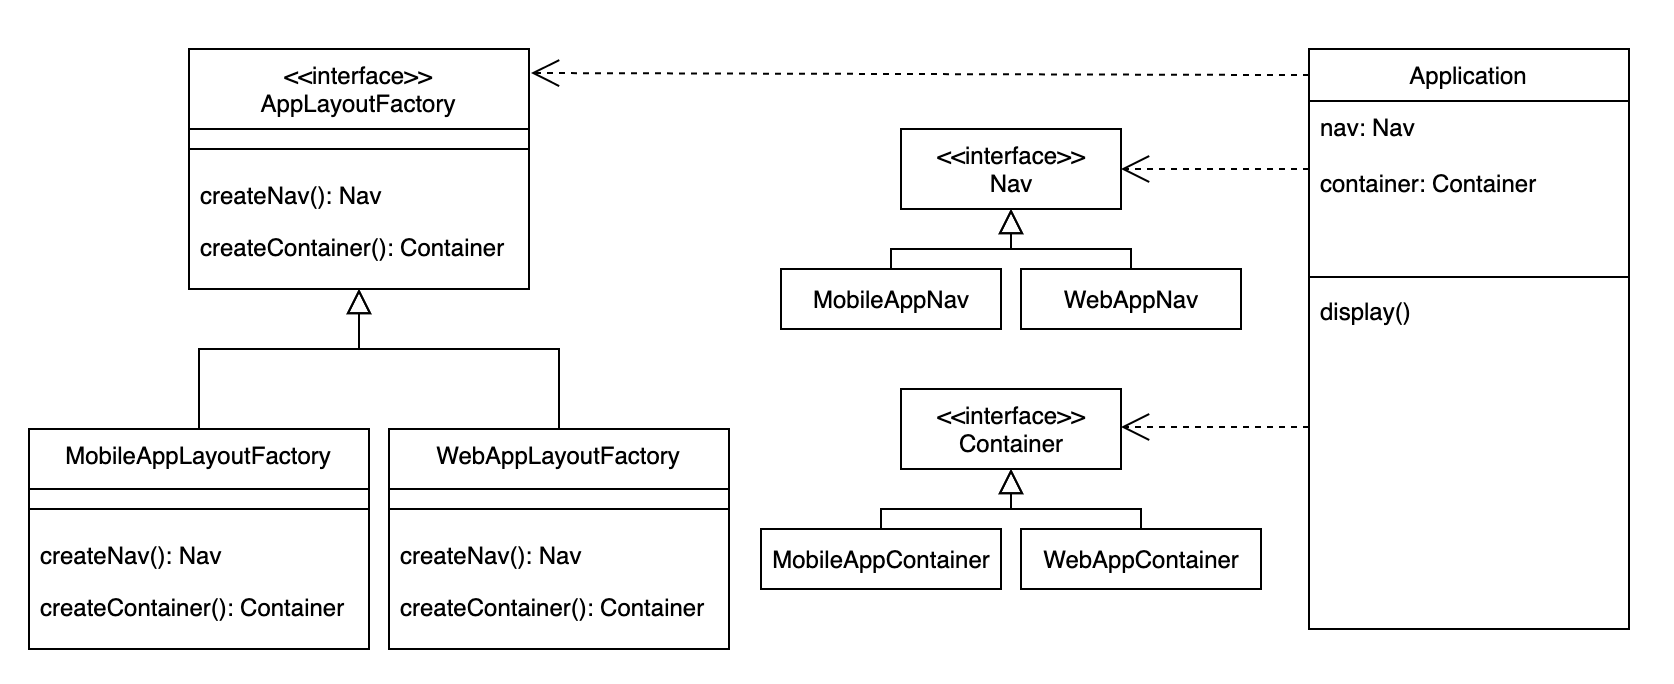 <<interface>>
AppLayoutFactory
createNav(): Nav
createContainer(): Container
MobileAppLayoutFactory
createNav(): Nav
createContainer(): Container
WebAppLayoutFactory
createNav(): Nav
createContainer(): Container
<<interface>>
Nav
MobileAppNav
WebAppNav
<<interface>>
Container
MobileAppContainer
WebAppContainer
Application
nav: Nav
container: Container
display()